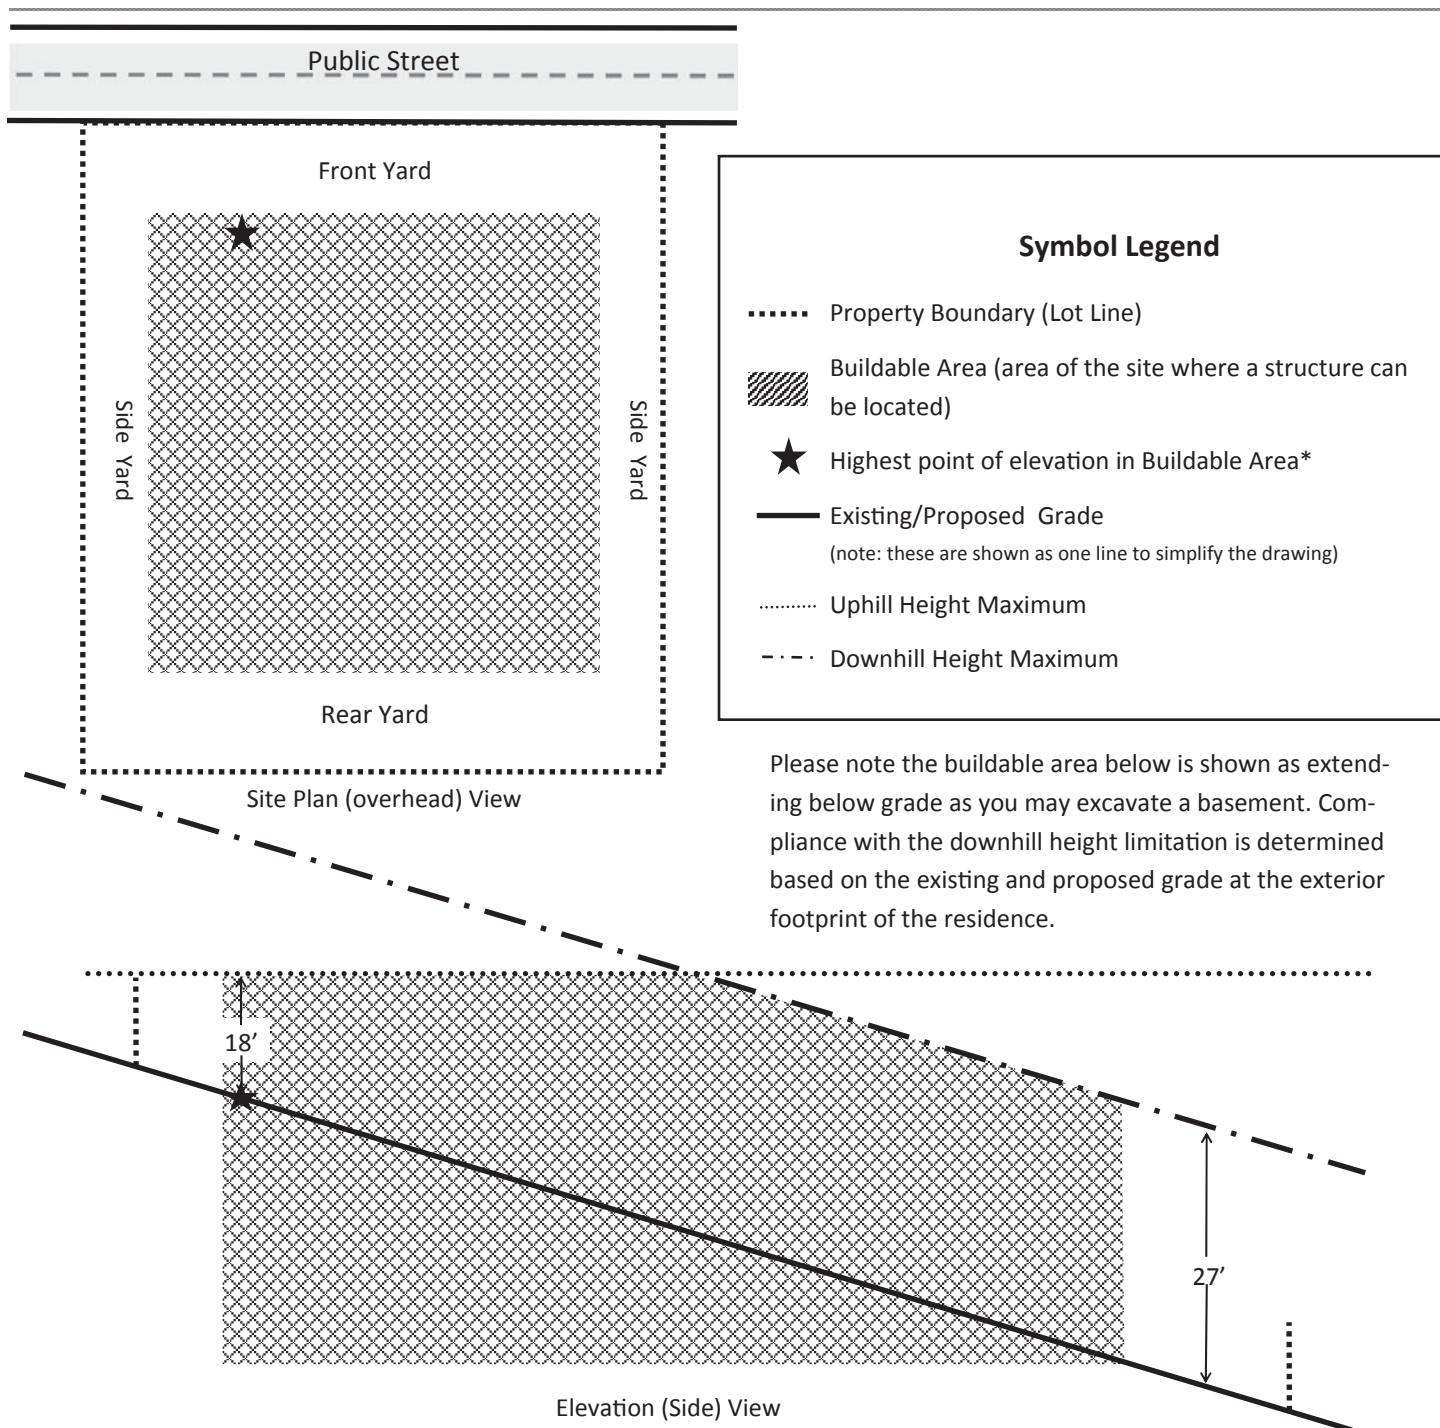 Public Street
Front Yard
Side Yard
Side Yard
Rear Yard
Site Plan (overhead) View
Symbol Legend
Property Boundary (Lot Line)
Buildable Area (area of the site where a structure can
be located)
Highest point of elevation in Buildable Area*
Existing/Proposed Grade
(note: these are shown as one line to simplify the drawing)
Uphill Height Maximum
Downhill Height Maximum
Please note the buildable area below is shown as extend-
ing below grade as you may excavate a basement. Com-
pliance with the downhill height limitation is determined
based on the existing and proposed grade at the exterior
footprint of the residence.
18’
27’
Elevation (Side) View